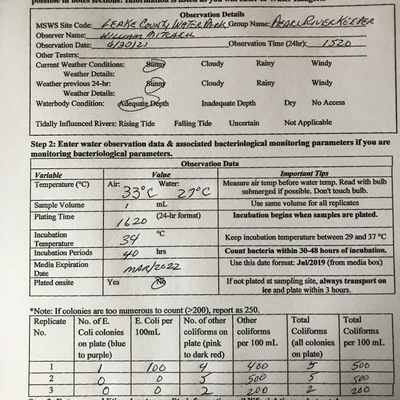 possible in notes sections. Information is listed as you will enter to Water Rangers.
Observation Details
MSWS Site Code: LEAKE COUNTY WATER PARK Group Name: PEARL RIVERKEEPER
Observer Name: WILLIAM MITCHELL
Observation Date: 6/30/21 Observation Time (24hr): 1520
Other Testers:
Current Weather Conditions: Sunny Cloudy Rainy Windy
Weather Details:
Weather previous 24-hr: Sunny Cloudy Rainy Windy
Weather Details:
Waterbody Condition: Adequate Depth Inadequate Depth Dry No Access
Tidally Influenced Rivers: Rising Tide Falling Tide Uncertain Not Applicable
Step 2: Enter water observation data & associated bacteriological monitoring parameters if you are
monitoring bacteriological parameters.
Observation Data
Variable Value Important Tips
Temperature (°C) Air: 33°C Water: 27°C Measure air temp before water temp. Read with bulb submerged if possible. Don't touch bulb.
Sample Volume 1 mL Use same volume for all replicates
Plating Time 1620 (24-hr format) Incubation begins when samples are plated.
Incubation Temperature 34 °C Keep incubation temperature between 29 and 37 °C
Incubation Periods 40 hrs Count bacteria within 30-48 hours of incubation.
Media Expiration Date MAR/2022 Use this date format: Jul/2019 (from media box)
Plated onsite Yes No If not plated at sampling site, always transport on ice and plate within 3 hours.
*Note: If colonies are too numerous to count (>200), report as 250.
Replicate No. No. of E. Coli colonies on plate (blue to purple) E. Coli per 100mL No. of other coliforms on plate (pink to dark red) Other coliforms per 100 mL Total Coliforms (all colonies on plate) Total Coliforms per 100 mL
1 1 100 4 400 5 500
2 0 0 5 500 5 500
3 0 0 2 200 2 200